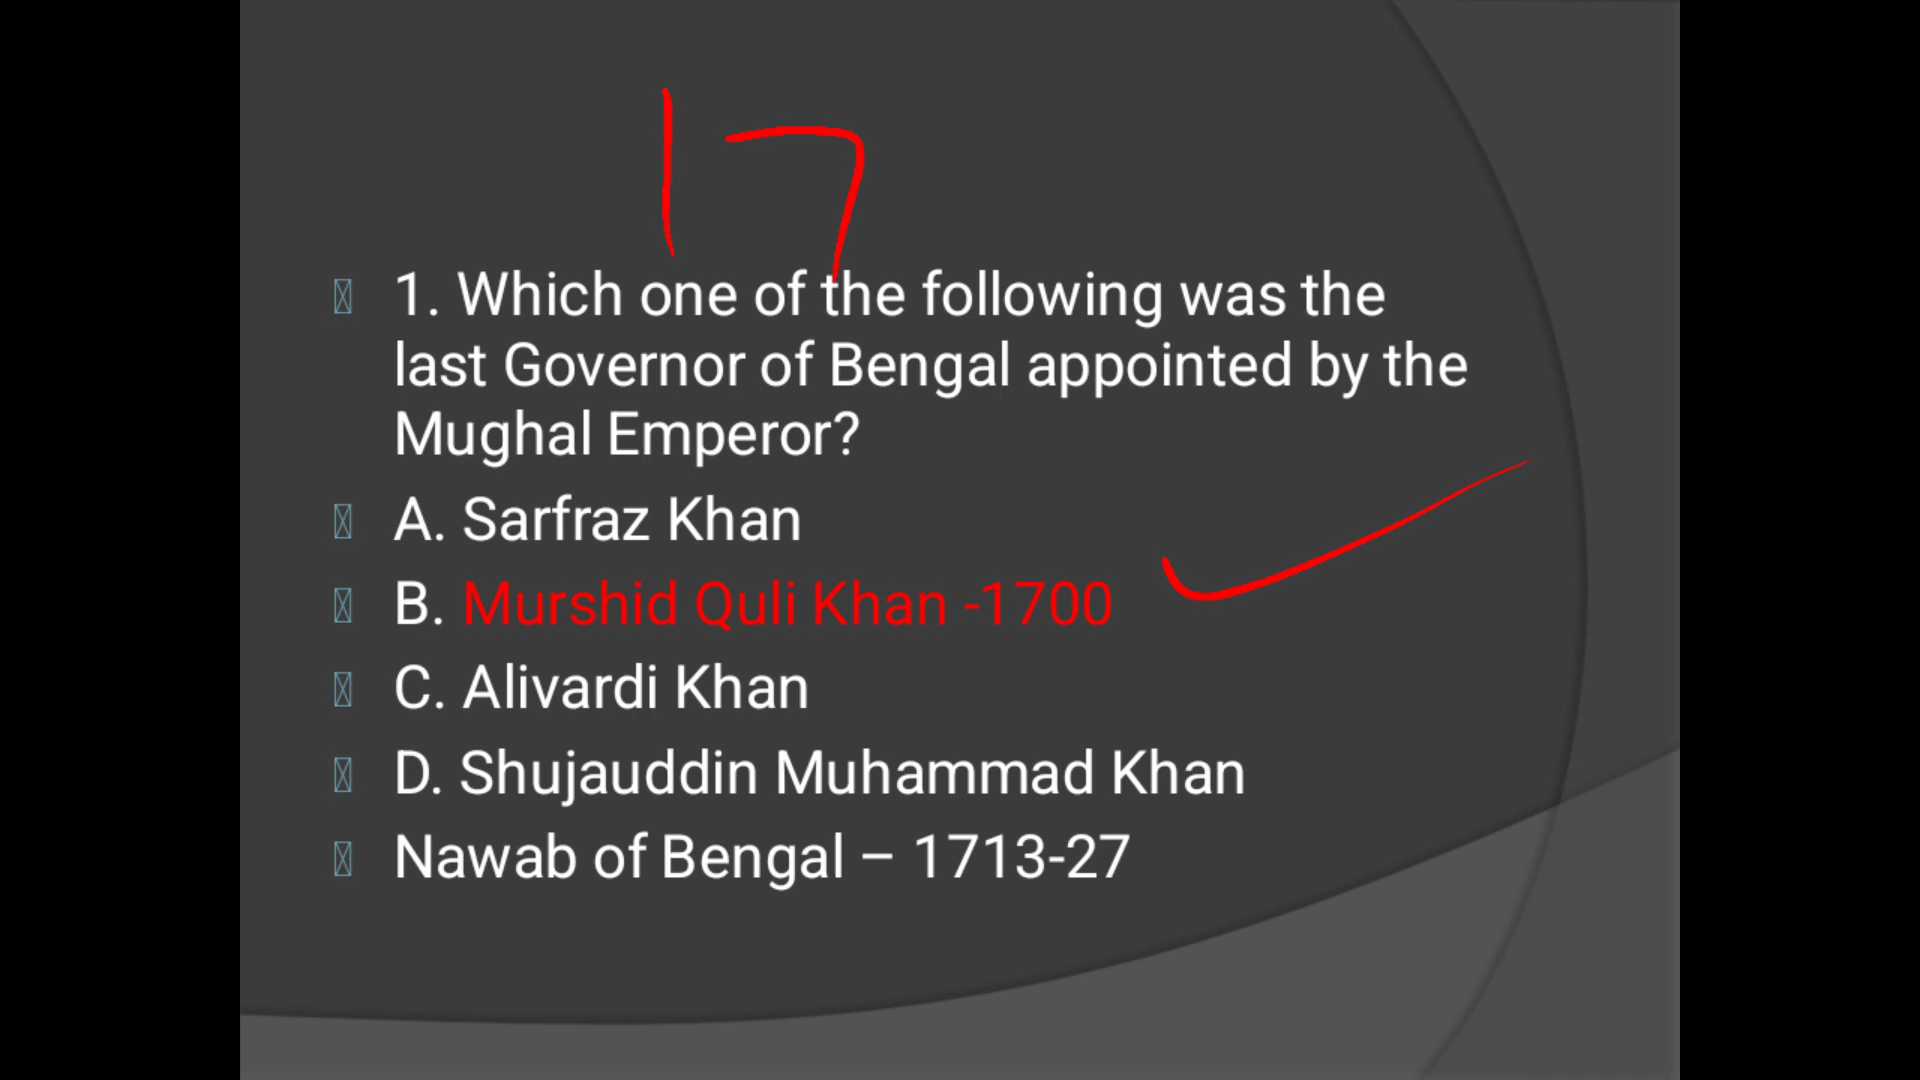 17
1. Which one of the following was the
last Governor of Bengal appointed by the
Mughal Emperor?
A. Sarfraz Khan
B. Murshid Quli Khan -1700
C. Alivardi Khan
D. Shujauddin Muhammad Khan
Nawab of Bengal – 1713-27